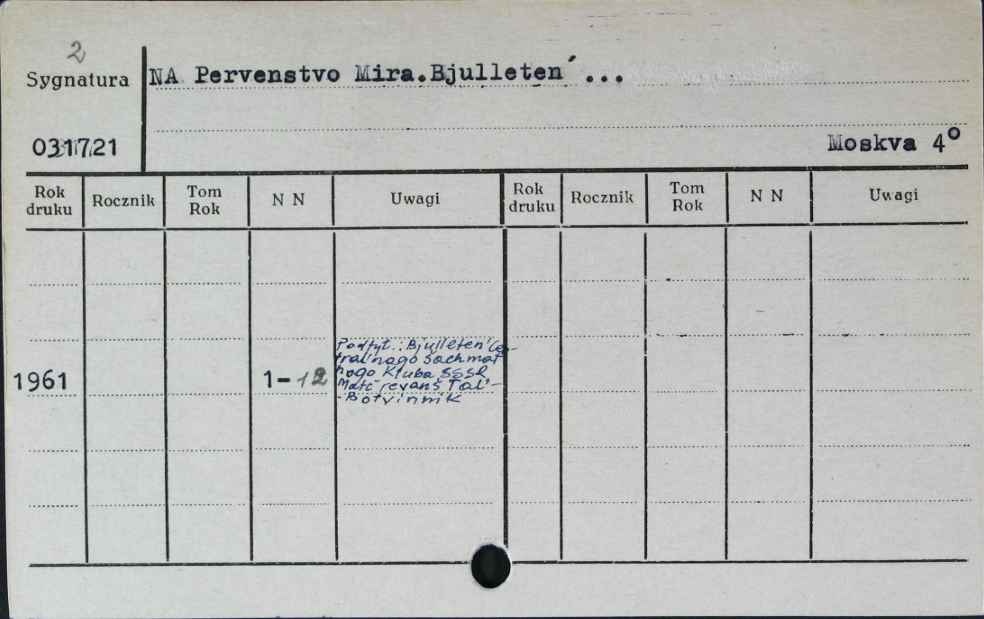 2
Sygnatura
NA Pervenstvo Mira.Bjulleten´...
031721
Moskva 4°
Rok druku Rocznik Tom Rok N N Uwagi Rok druku Rocznik Tom Rok N N Uwagi
1961 1-12
Podtyt.: Bjulleten' Cen-
tral'nogo Šachmat
nogo Kluba SSSR
Matč revanš Tal'-
-Botvinnik